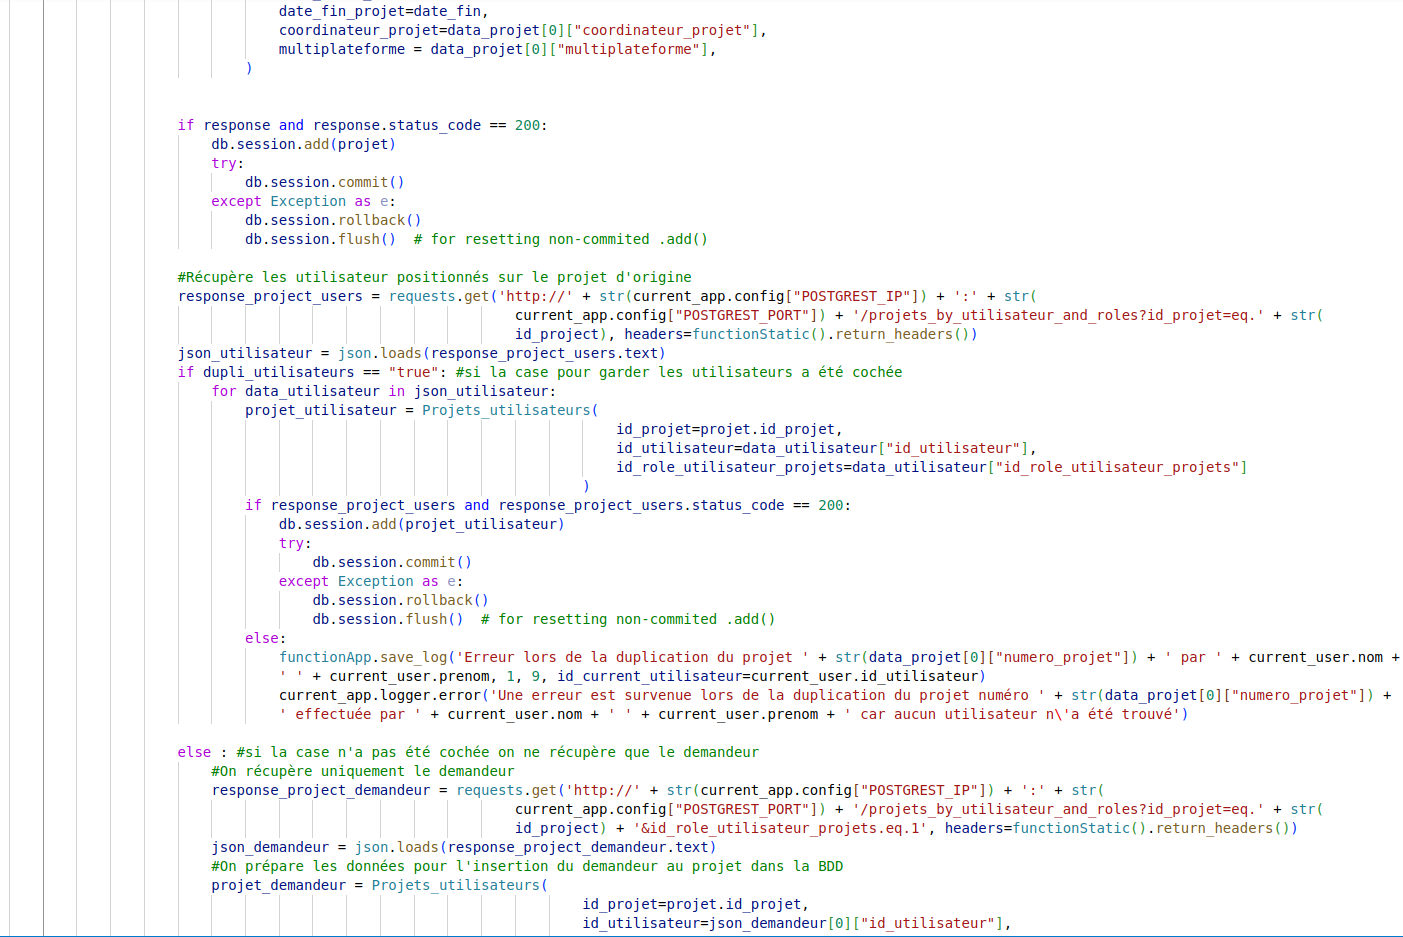 date_fin_projet=date_fin,
coordinateur_projet=data_projet[0]["coordinateur_projet"],
multiplateforme = data_projet[0]["multiplateforme"],
)
if response and response.status_code == 200:
db.session.add(projet)
try:
db.session.commit()
except Exception as e:
db.session.rollback()
db.session.flush()  # for resetting non-commited .add()
#Récupère les utilisateur positionnés sur le projet d'origine
response_project_users = requests.get('http://' + str(current_app.config["POSTGREST_IP"]) + ':' + str(
current_app.config["POSTGREST_PORT"]) + '/projets_by_utilisateur_and_roles?id_projet=eq.' + str(
id_project), headers=functionStatic().return_headers())
json_utilisateur = json.loads(response_project_users.text)
if dupli_utilisateurs == "true": #si la case pour garder les utilisateurs a été cochée
for data_utilisateur in json_utilisateur:
projet_utilisateur = Projets_utilisateurs(
id_projet=projet.id_projet,
id_utilisateur=data_utilisateur["id_utilisateur"],
id_role_utilisateur_projets=data_utilisateur["id_role_utilisateur_projets"]
)
if response_project_users and response_project_users.status_code == 200:
db.session.add(projet_utilisateur)
try:
db.session.commit()
except Exception as e:
db.session.rollback()
db.session.flush()  # for resetting non-commited .add()
else:
functionApp.save_log('Erreur lors de la duplication du projet ' + str(data_projet[0]["numero_projet"]) + ' par ' + current_user.nom +
' ' + current_user.prenom, 1, 9, id_current_utilisateur=current_user.id_utilisateur)
current_app.logger.error('Une erreur est survenue lors de la duplication du projet numéro ' + str(data_projet[0]["numero_projet"]) +
' effectuée par ' + current_user.nom + ' ' + current_user.prenom + ' car aucun utilisateur n\'a été trouvé')
else : #si la case n'a pas été cochée on ne récupère que le demandeur
#On récupère uniquement le demandeur
response_project_demandeur = requests.get('http://' + str(current_app.config["POSTGREST_IP"]) + ':' + str(
current_app.config["POSTGREST_PORT"]) + '/projets_by_utilisateur_and_roles?id_projet=eq.' + str(
id_project) + '&id_role_utilisateur_projets.eq.1', headers=functionStatic().return_headers())
json_demandeur = json.loads(response_project_demandeur.text)
#On prépare les données pour l'insertion du demandeur au projet dans la BDD
projet_demandeur = Projets_utilisateurs(
id_projet=projet.id_projet,
id_utilisateur=json_demandeur[0]["id_utilisateur"],